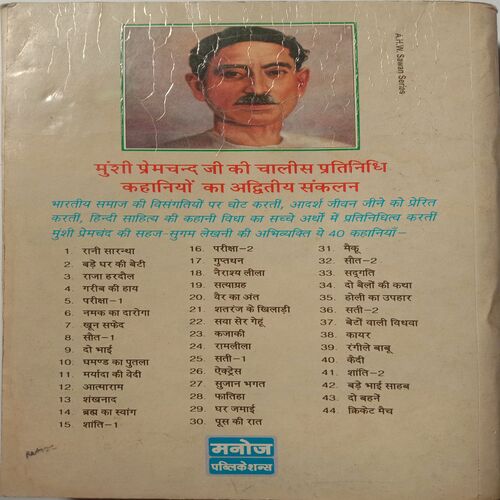 A.H.W. Sawan Series
मुंशी प्रेमचन्द जी की चालीस प्रतिनिधि
कहानियों का अद्वितीय संकलन
भारतीय समाज की विसंगतियों पर चोट करतीं, आदर्श जीवन जीने को प्रेरित
करतीं, हिन्दी साहित्य की कहानी विधा का सच्चे अर्थों में प्रतिनिधित्व करतीं
मुंशी प्रेमचंद की सहज-सुगम लेखनी की अभिव्यक्ति ये 40 कहानियाँ–
1. रानी सारन्धा
2. बड़े घर की बेटी
3. राजा हरदौल
4. गरीब की हाय
5. परीक्षा-1
6. नमक का दारोगा
7. खून सफेद
8. सौत-1
9. दो भाई
10. घमण्ड का पुतला
11. मर्यादा की वेदी
12. आत्माराम
13. शंखनाद
14. ब्रह्म का स्वांग
15. शांति-1
16. परीक्षा-2
17. गुप्तधन
18. नैराश्य लीला
19. सत्याग्रह
20. वैर का अंत
21. शतरंज के खिलाड़ी
22. सवा सेर गेहूं
23. कजाकी
24. रामलीला
25. सती-1
26. ऐक्ट्रेस
27. सुजान भगत
28. फातिहा
29. घर जमाई
30. पूस की रात
31. मैकू
32. सौत-2
33. सद्गति
34. दो बैलों की कथा
35. होली का उपहार
36. सती-2
37. बेटों वाली विधवा
38. कायर
39. रंगीले बाबू
40. कैदी
41. शांति-2
42. बड़े भाई साहब
43. दो बहनें
44. क्रिकेट मैच
मनोज
पब्लिकेशन्स